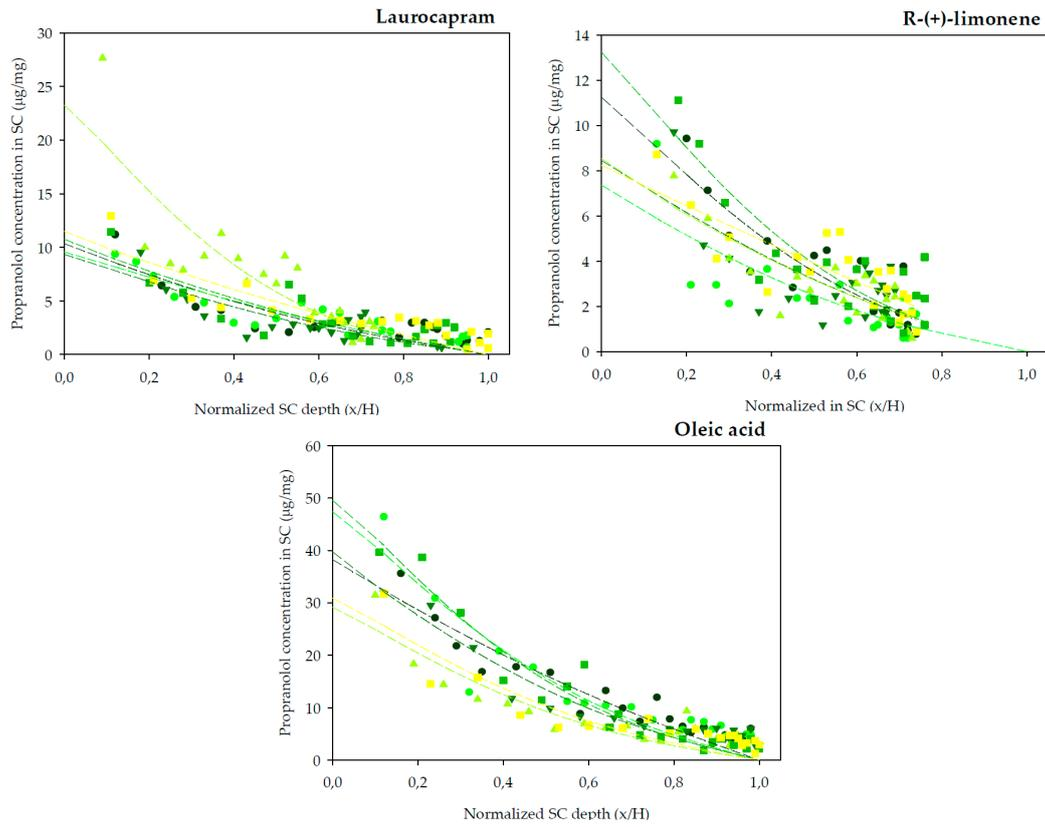 Laurocapram
Propranolol concentration in SC (µg/mg)
30
25
20
15
10
5
0
0,0 0,2 0,4 0,6 0,8 1,0
Normalized SC depth (x/H)
R-(+)-limonene
Propranolol concentration in SC (µg/mg)
14
12
10
8
6
4
2
0
0,0 0,2 0,4 0,6 0,8 1,0
Normalized in SC (x/H)
Oleic acid
Propranolol concentration in SC (µg/mg)
60
50
40
30
20
10
0
0,0 0,2 0,4 0,6 0,8 1,0
Normalized SC depth (x/H)